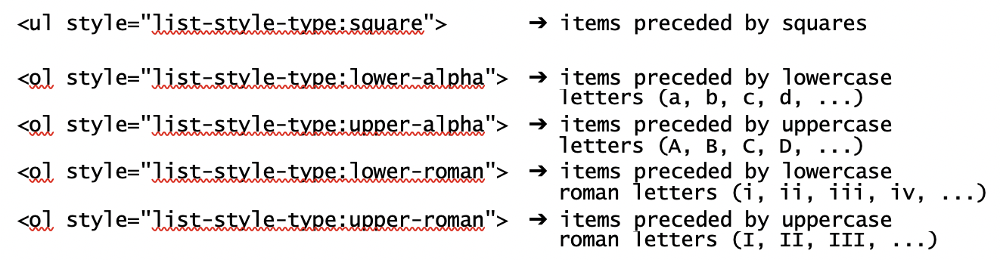 <ul style="list-style-type:square"> → items preceded by squares
<ol style="list-style-type:lower-alpha"> → items preceded by lowercase
letters (a, b, c, d, ...)
<ol style="list-style-type:upper-alpha"> → items preceded by uppercase
letters (A, B, C, D, ...)
<ol style="list-style-type:lower-roman"> → items preceded by lowercase
roman letters (i, ii, iii, iv, ...)
<ol style="list-style-type:upper-roman"> → items preceded by uppercase
roman letters (I, II, III, ...)